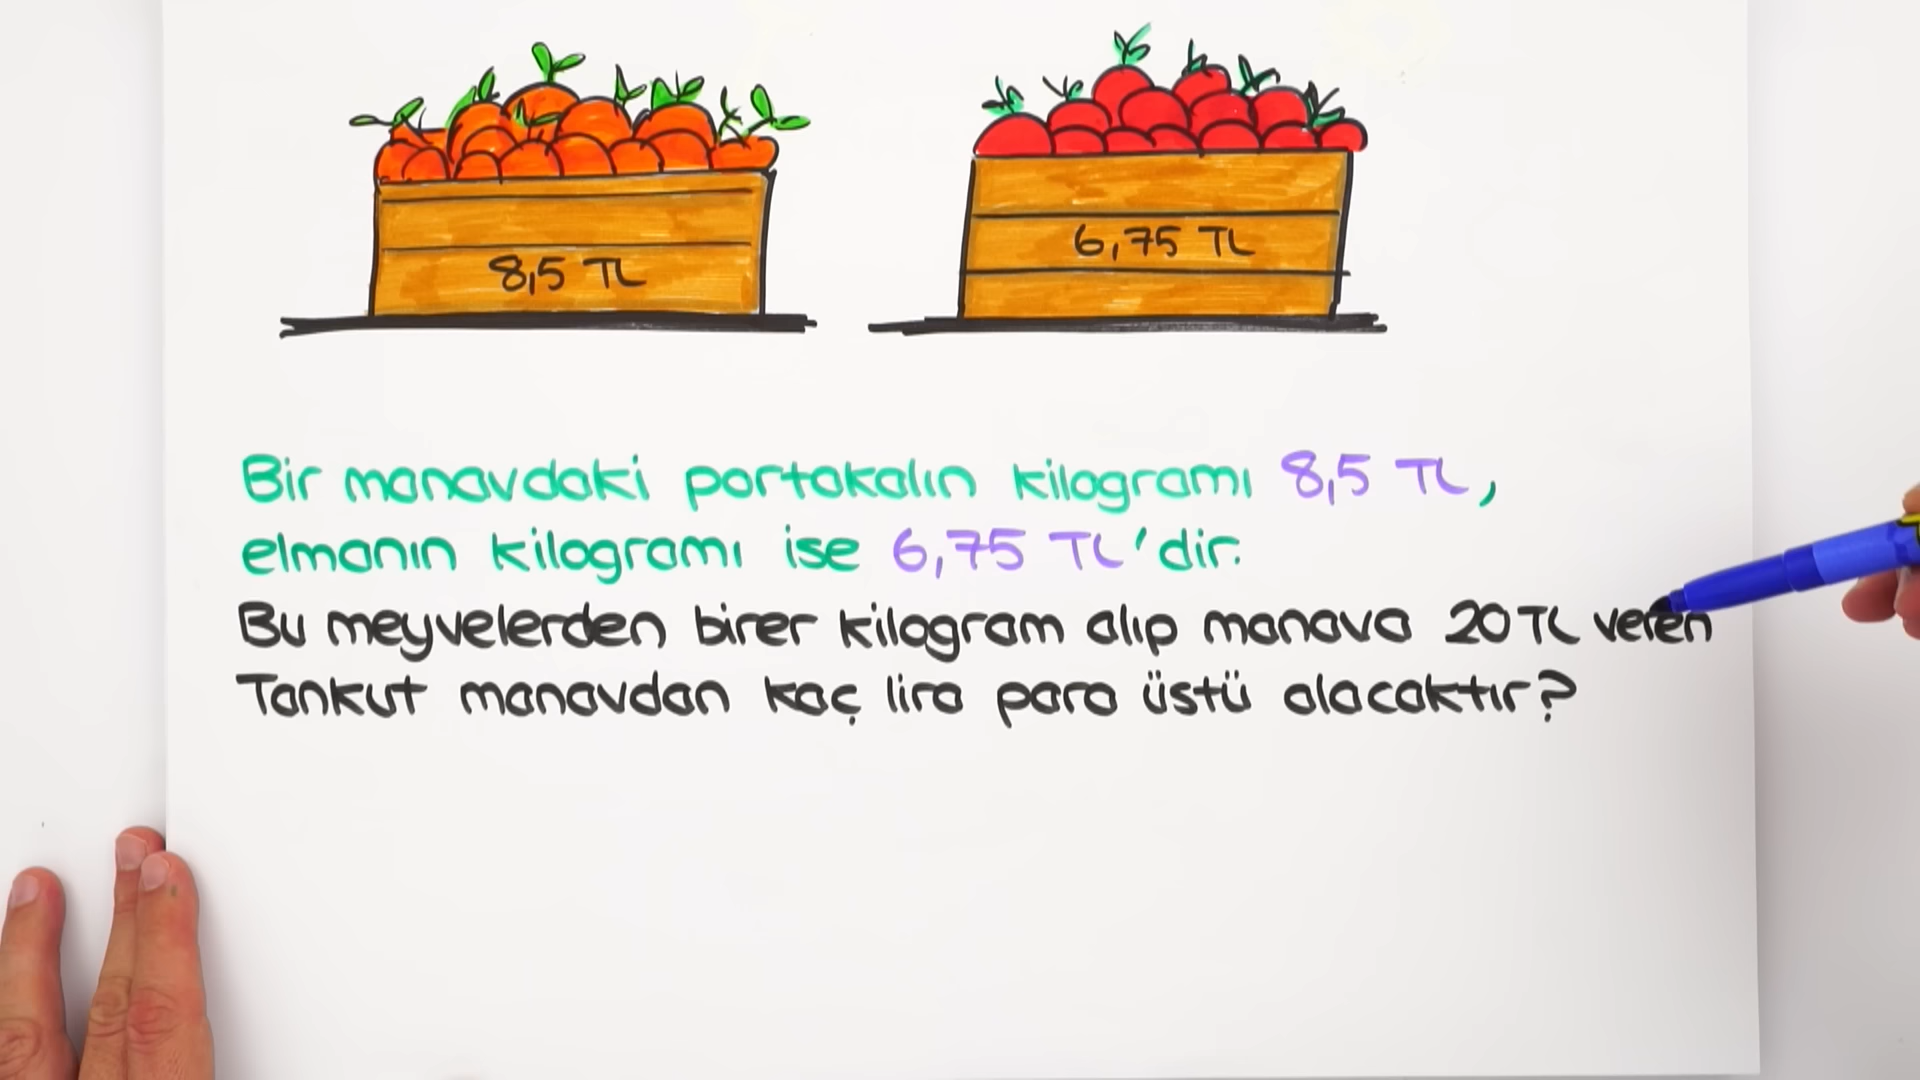 8,5 TL
6,75 TL
Bir manavdaki portakalın kilogramı 8,5 TL,
elmanın kilogramı ise 6,75 TL'dir.
Bu meyvelerden birer kilogram alıp manava 20 TL veren
Tankut manavdan kaç lira para üstü alacaktır?